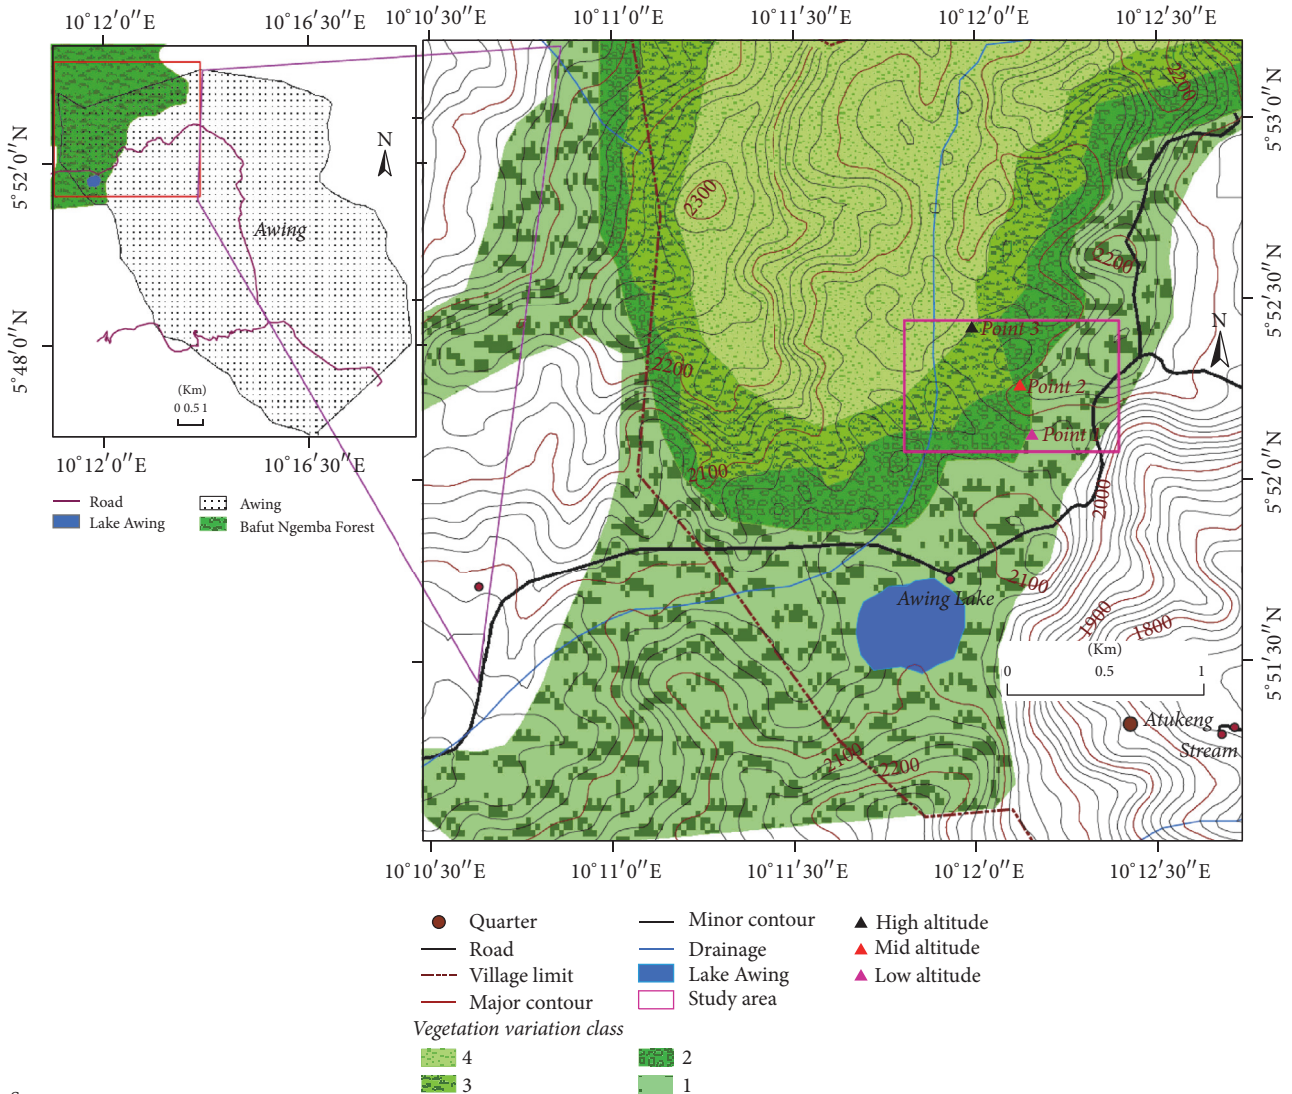 10°12′0″E 10°16′30″E
10°10′30″E 10°11′0″E 10°11′30″E 10°12′0″E 10°12′30″E
5°52′0″N
5°48′0″N
N
Awing
(Km)
0 0.5 1
10°12′0″E 10°16′30″E
Road
Lake Awing
Awing
Bafut Ngemba Forest
2200
2300
2200
Point 3
2200
Point 2
Point
2100
2000
2100
Awing Lake
1900
1800
2100
2200
N
(Km)
0 0.5 1
Atukeng
Stream
5°53′0″N
5°52′30″N
5°52′0″N
5°51′30″N
10°10′30″E 10°11′0″E 10°11′30″E 10°12′0″E 10°12′30″E
Quarter
Road
Village limit
Major contour
Minor contour
Drainage
Lake Awing
Study area
High altitude
Mid altitude
Low altitude
Vegetation variation class
4
3
2
1